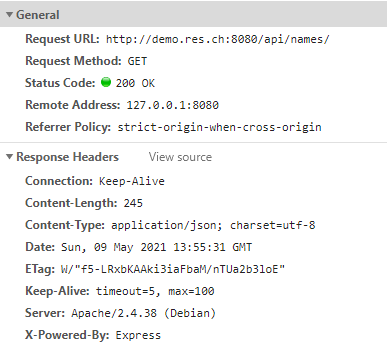 General
Request URL: http://demo.res.ch:8080/api/names/
Request Method: GET
Status Code: 200 OK
Remote Address: 127.0.0.1:8080
Referrer Policy: strict-origin-when-cross-origin
Response Headers View source
Connection: Keep-Alive
Content-Length: 245
Content-Type: application/json; charset=utf-8
Date: Sun, 09 May 2021 13:55:31 GMT
ETag: W/"f5-LRxbKAAki3iaFbaM/nTUa2b3loE"
Keep-Alive: timeout=5, max=100
Server: Apache/2.4.38 (Debian)
X-Powered-By: Express